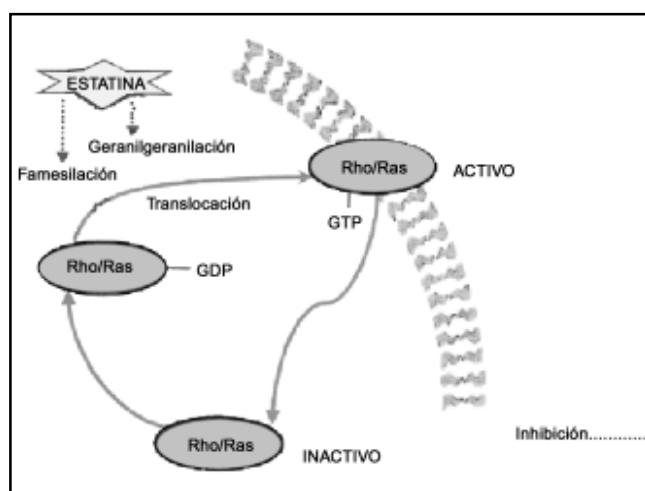 ESTATINA
Geranilgeranilación
Famesilación
Rho/Ras
ACTIVO
Translocación
GTP
Rho/Ras
GDP
Rho/Ras
INACTIVO
Inhibición............